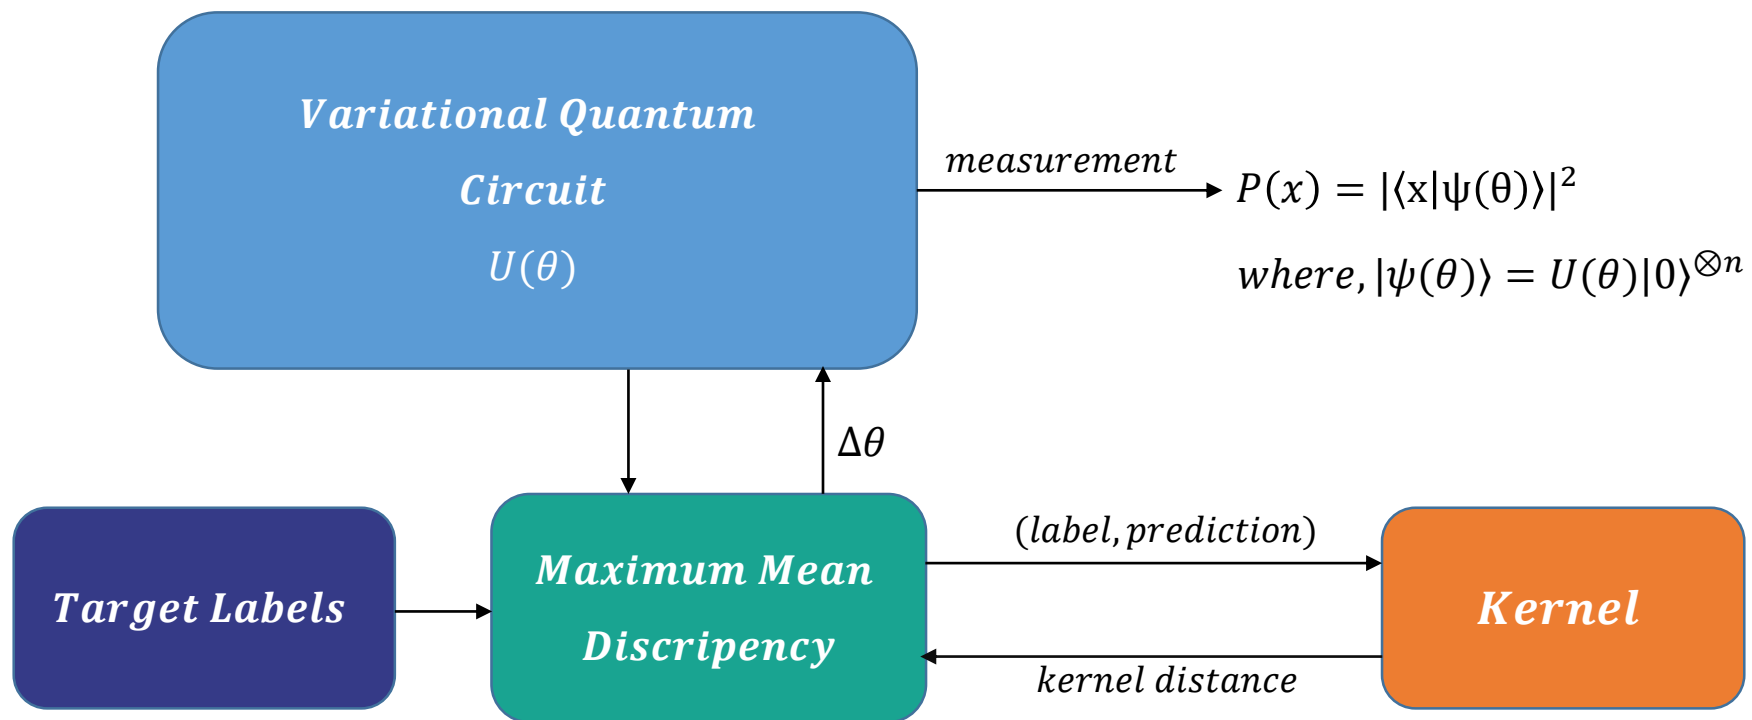 Variational Quantum
Circuit
U(θ)
measurement
P(x) = |⟨x|ψ(θ)⟩|²
where, |ψ(θ)⟩ = U(θ)|0⟩^⊗n
Δθ
Target Labels
Maximum Mean
Discripency
(label, prediction)
kernel distance
Kernel